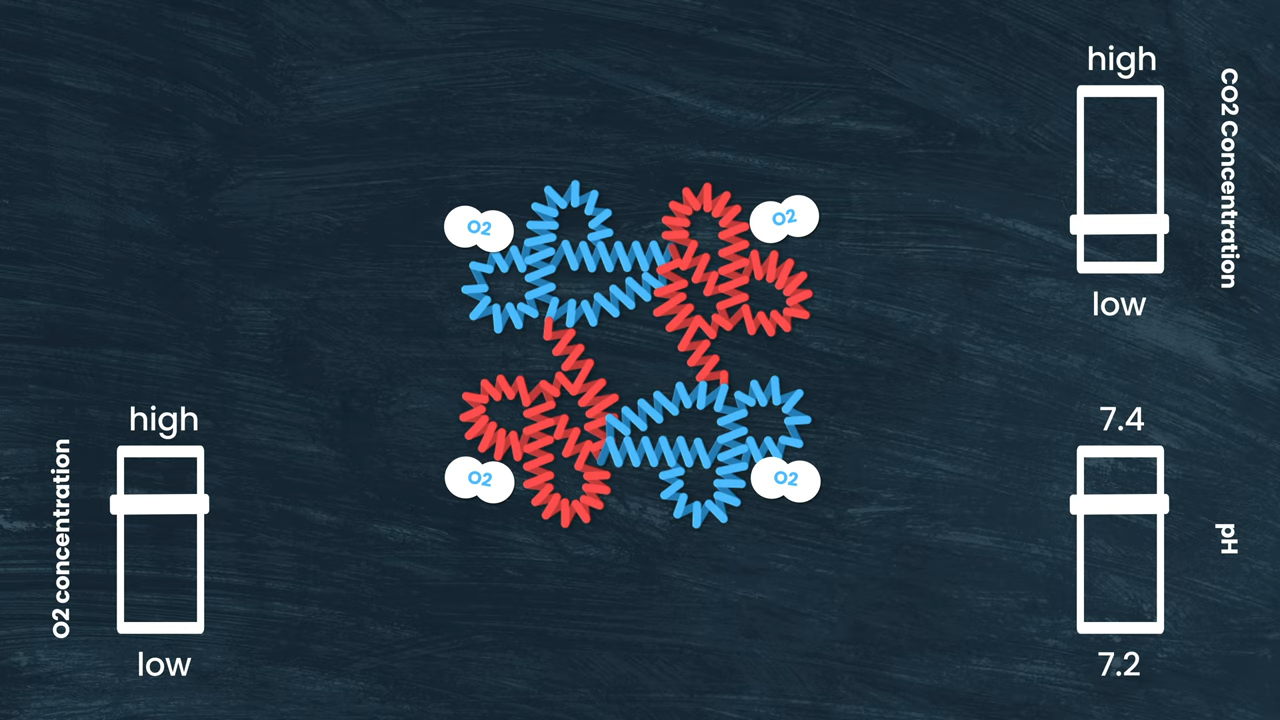 high
CO2 Concentration
low
O2
O2
high
O2 concentration
low
O2
O2
7.4
pH
7.2